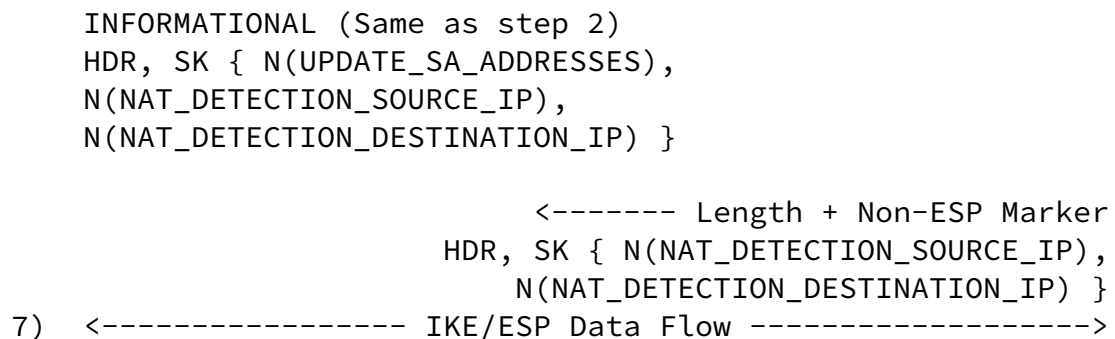 INFORMATIONAL (Same as step 2)
HDR, SK { N(UPDATE_SA_ADDRESSES),
N(NAT_DETECTION_SOURCE_IP),
N(NAT_DETECTION_DESTINATION_IP) }
<------- Length + Non-ESP Marker
HDR, SK { N(NAT_DETECTION_SOURCE_IP),
N(NAT_DETECTION_DESTINATION_IP) }
7) <----------------- IKE/ESP Data Flow ------------------->